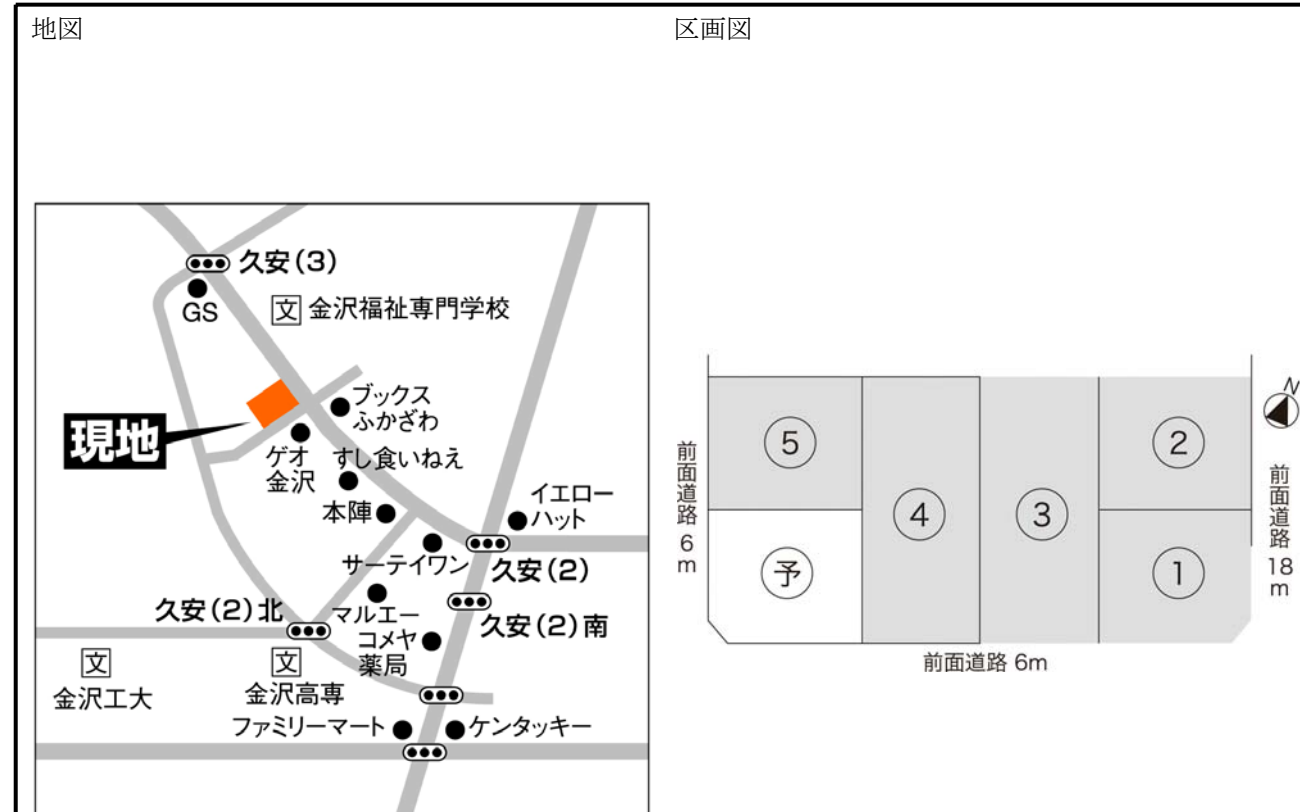 地図
区画図
久安(3)
GS
文 金沢福祉専門学校
ブックス
ふかざわ
現地
ゲオ
金沢
すし食いねえ
本陣
イエロー
ハット
サーテイワン
久安(2)
久安(2)北
マルエー
久安(2)南
コメヤ
薬局
文
金沢工大
文
金沢高専
ファミリーマート
ケンタッキー
N
5
2
4
3
予
1
前面道路 6m
前面道路 18m
前面道路 6m